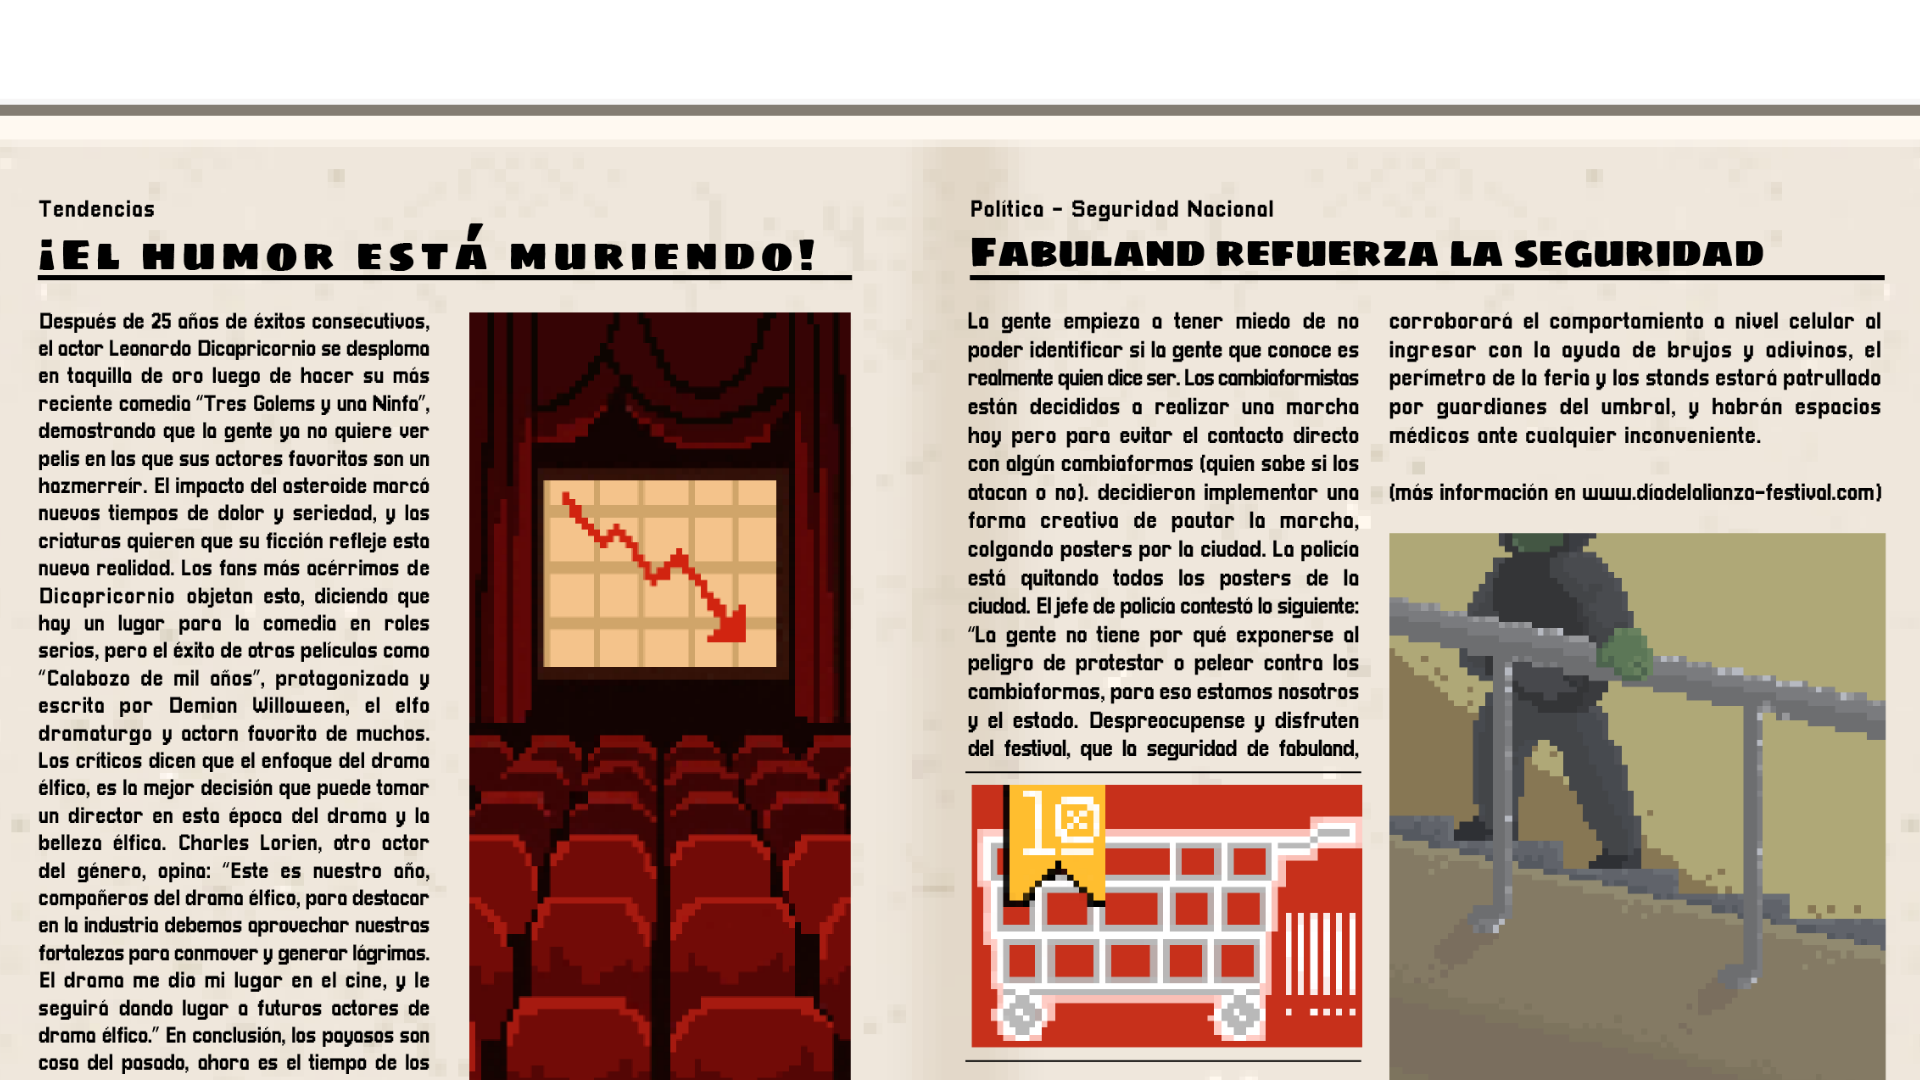 Tendencias
¡El humor está muriendo!
Después de 25 años de éxitos consecutivos,
el actor Leonardo Dicapricornio se desploma
en taquilla de oro luego de hacer su más
reciente comedia “Tres Golems y una Ninfa”,
demostrando que la gente ya no quiere ver
pelis en las que sus actores favoritos son un
hazmerreír. El impacto del asteroide marcó
nuevos tiempos de dolor y seriedad, y las
criaturas quieren que su ficción refleje esta
nueva realidad. Los fans más acérrimos de
Dicapricornio objetan esto, diciendo que
hay un lugar para la comedia en roles
serios, pero el éxito de otras películas como
“Calabozo de mil años”, protagonizada y
escrita por Demian Willoween, el elfo
dramaturgo y actorn favorito de muchos.
Los críticos dicen que el enfoque del drama
élfico, es la mejor decisión que puede tomar
un director en esta época del drama y la
belleza élfica. Charles Lorien, otro actor
del género, opina: “Este es nuestro año,
compañeros del drama élfico, para destacar
en la industria debemos aprovechar nuestras
fortalezas para conmover y generar lágrimas.
El drama me dio mi lugar en el cine, y le
seguirá dando lugar a futuros actores de
drama élfico.” En conclusión, los payasos son
cosa del pasado, ahora es el tiempo de los
Política - Seguridad Nacional
Fabuland refuerza la seguridad
La gente empieza a tener miedo de no
poder identificar si la gente que conoce es
realmente quien dice ser. Los cambiaformistas
están decididos a realizar una marcha
hoy pero para evitar el contacto directo
con algún cambiaformas (quien sabe si los
atacan o no). decidieron implementar una
forma creativa de pautar la marcha,
colgando posters por la ciudad. La policía
está quitando todos los posters de la
ciudad. El jefe de policía contestó lo siguiente:
“La gente no tiene por qué exponerse al
peligro de protestar o pelear contra los
cambiaformas, para eso estamos nosotros
y el estado. Despreocupense y disfruten
del festival, que la seguridad de fabuland,
corroborará el comportamiento a nivel celular al
ingresar con la ayuda de brujos y adivinos, el
perímetro de la feria y los stands estará patrullado
por guardianes del umbral, y habrán espacios
médicos ante cualquier inconveniente.
(más información en www.díadelalianza-festival.com)
1